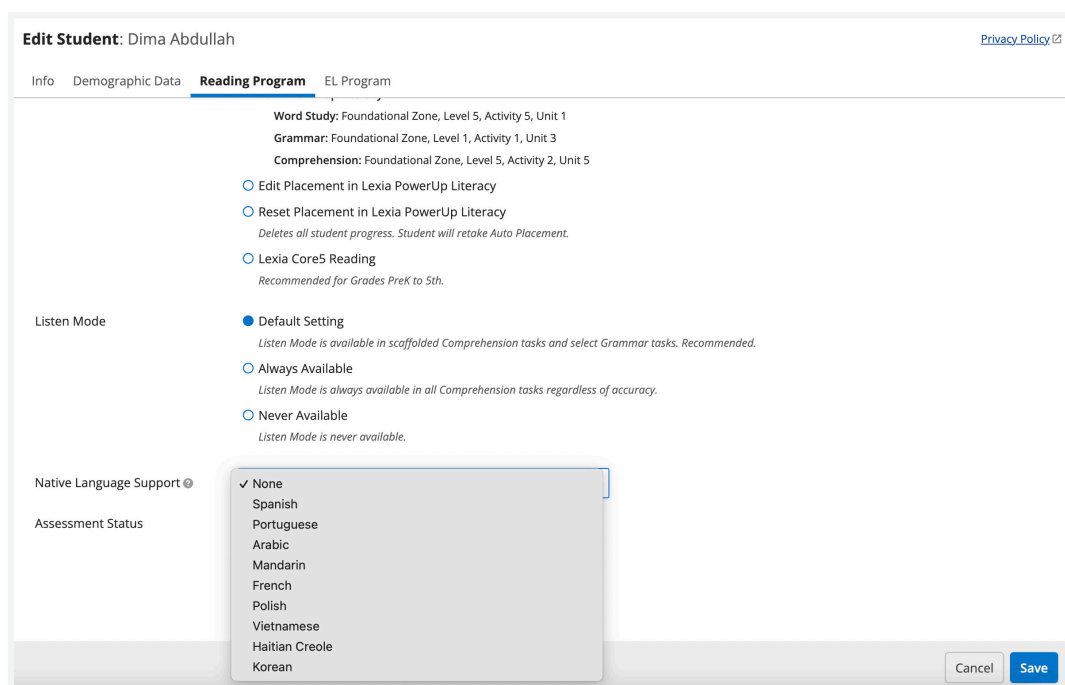 Edit Student: Dima Abdullah
Privacy Policy
Info Demographic Data Reading Program EL Program
Word Study: Foundational Zone, Level 5, Activity 5, Unit 1
Grammar: Foundational Zone, Level 1, Activity 1, Unit 3
Comprehension: Foundational Zone, Level 5, Activity 2, Unit 5
Edit Placement in Lexia PowerUp Literacy
Reset Placement in Lexia PowerUp Literacy
Deletes all student progress. Student will retake Auto Placement.
Lexia Core5 Reading
Recommended for Grades PreK to 5th.
Listen Mode
Default Setting
Listen Mode is available in scaffolded Comprehension tasks and select Grammar tasks. Recommended.
Always Available
Listen Mode is always available in all Comprehension tasks regardless of accuracy.
Never Available
Listen Mode is never available.
Native Language Support
✓ None
Spanish
Portuguese
Arabic
Mandarin
French
Polish
Vietnamese
Haitian Creole
Korean
Assessment Status
Cancel Save